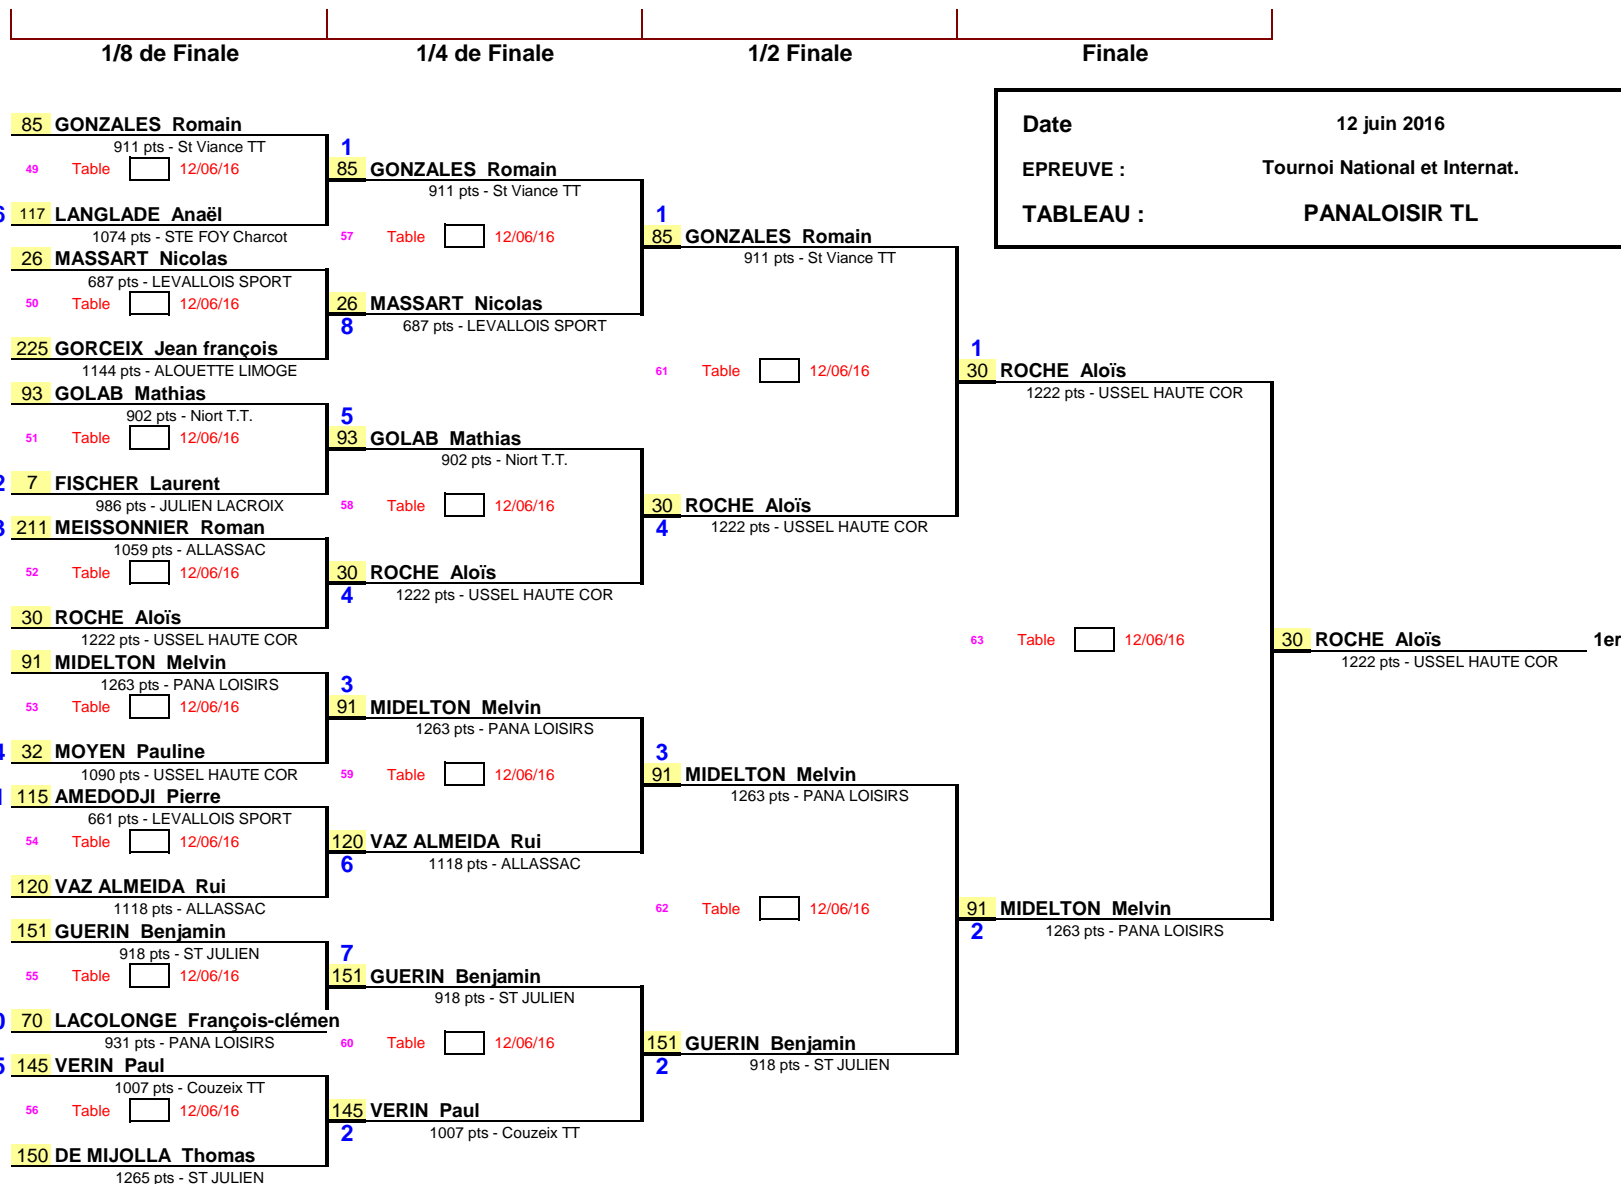 1/8 de Finale 1/4 de Finale 1/2 Finale Finale
Date 12 juin 2016
EPREUVE : Tournoi National et Internat.
TABLEAU : PANALOISIR TL
85 GONZALES Romain
911 pts - St Viance TT
49 Table 12/06/16
117 LANGLADE Anaël
1074 pts - STE FOY Charcot
26 MASSART Nicolas
687 pts - LEVALLOIS SPORT
50 Table 12/06/16
225 GORCEIX Jean françois
1144 pts - ALOUETTE LIMOGE
93 GOLAB Mathias
902 pts - Niort T.T.
51 Table 12/06/16
2 7 FISCHER Laurent
986 pts - JULIEN LACROIX
211 MEISSONNIER Roman
1059 pts - ALLASSAC
52 Table 12/06/16
30 ROCHE Aloïs
1222 pts - USSEL HAUTE COR
91 MIDELTON Melvin
1263 pts - PANA LOISIRS
53 Table 12/06/16
32 MOYEN Pauline
1090 pts - USSEL HAUTE COR
115 AMEDODJI Pierre
661 pts - LEVALLOIS SPORT
54 Table 12/06/16
120 VAZ ALMEIDA Rui
1118 pts - ALLASSAC
151 GUERIN Benjamin
918 pts - ST JULIEN
55 Table 12/06/16
70 LACOLONGE François-clémen
931 pts - PANA LOISIRS
145 VERIN Paul
1007 pts - Couzeix TT
56 Table 12/06/16
150 DE MIJOLLA Thomas
1265 pts - ST JULIEN
1
85 GONZALES Romain
911 pts - St Viance TT
57 Table 12/06/16
26 MASSART Nicolas
8 687 pts - LEVALLOIS SPORT
5
93 GOLAB Mathias
902 pts - Niort T.T.
58 Table 12/06/16
30 ROCHE Aloïs
4 1222 pts - USSEL HAUTE COR
3
91 MIDELTON Melvin
1263 pts - PANA LOISIRS
59 Table 12/06/16
120 VAZ ALMEIDA Rui
6 1118 pts - ALLASSAC
7
151 GUERIN Benjamin
918 pts - ST JULIEN
60 Table 12/06/16
145 VERIN Paul
2 1007 pts - Couzeix TT
1
85 GONZALES Romain
911 pts - St Viance TT
61 Table 12/06/16
30 ROCHE Aloïs
4 1222 pts - USSEL HAUTE COR
3
91 MIDELTON Melvin
1263 pts - PANA LOISIRS
62 Table 12/06/16
151 GUERIN Benjamin
2 918 pts - ST JULIEN
1
30 ROCHE Aloïs
1222 pts - USSEL HAUTE COR
63 Table 12/06/16
91 MIDELTON Melvin
2 1263 pts - PANA LOISIRS
30 ROCHE Aloïs 1er
1222 pts - USSEL HAUTE COR